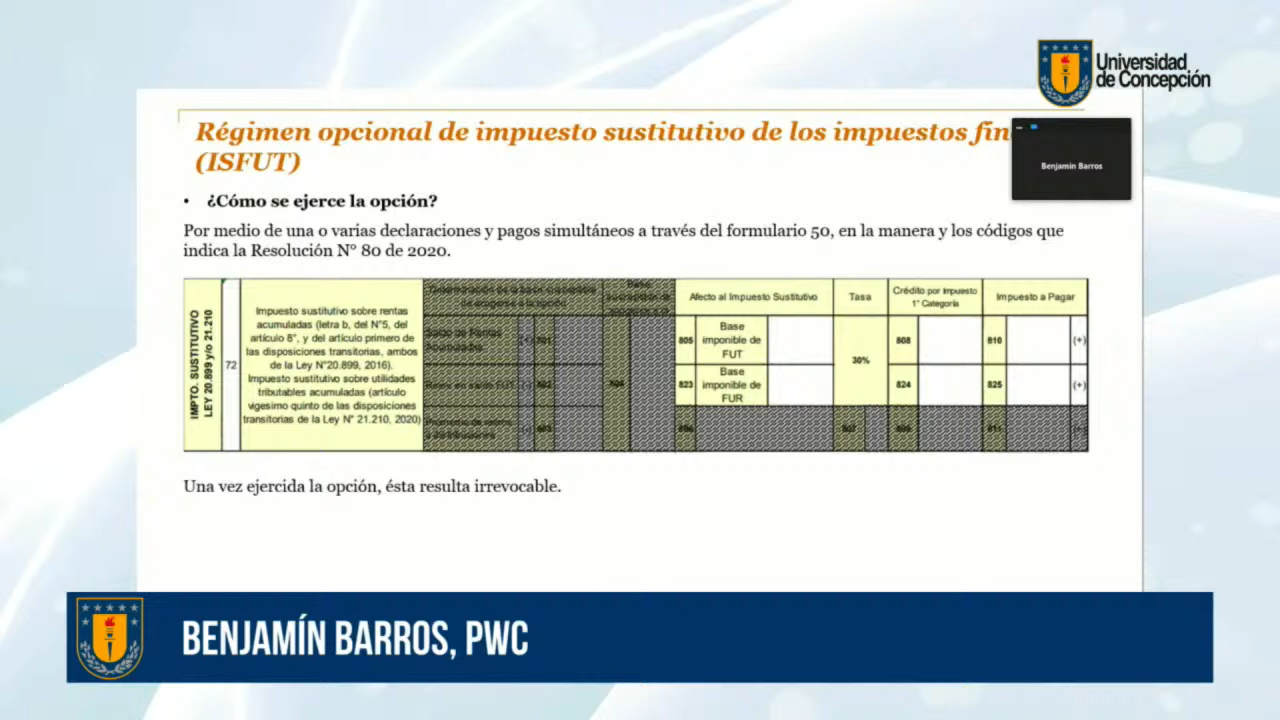 Universidad
de Concepción
Régimen opcional de impuesto sustitutivo de los impuestos fin
(ISFUT)
Benjamín Barros
• ¿Cómo se ejerce la opción?
Por medio de una o varias declaraciones y pagos simultáneos a través del formulario 50, en la manera y los códigos que
indica la Resolución N° 80 de 2020.
IMPTO. SUSTITUTIVO
LEY 20.899 y/o 21.210
72
Impuesto sustitutivo sobre rentas
acumuladas (letra b, del N°5, del
artículo 8°, y del artículo primero de
las disposiciones transitorias, ambos
de la Ley N°20.899, 2016).
Impuesto sustitutivo sobre utilidades
tributables acumuladas (artículo
vigesimo quinto de las disposiciones
transitorias de la Ley N° 21.210, 2020)
Afecto al Impuesto Sustitutivo
Tasa
Crédito por Impuesto
1° Categoría
Impuesto a Pagar
805
Base
imponible de
FUT
30%
808
810
(+)
823
Base
imponible de
FUR
824
825
(+)
Una vez ejercida la opción, ésta resulta irrevocable.
BENJAMÍN BARROS, PWC